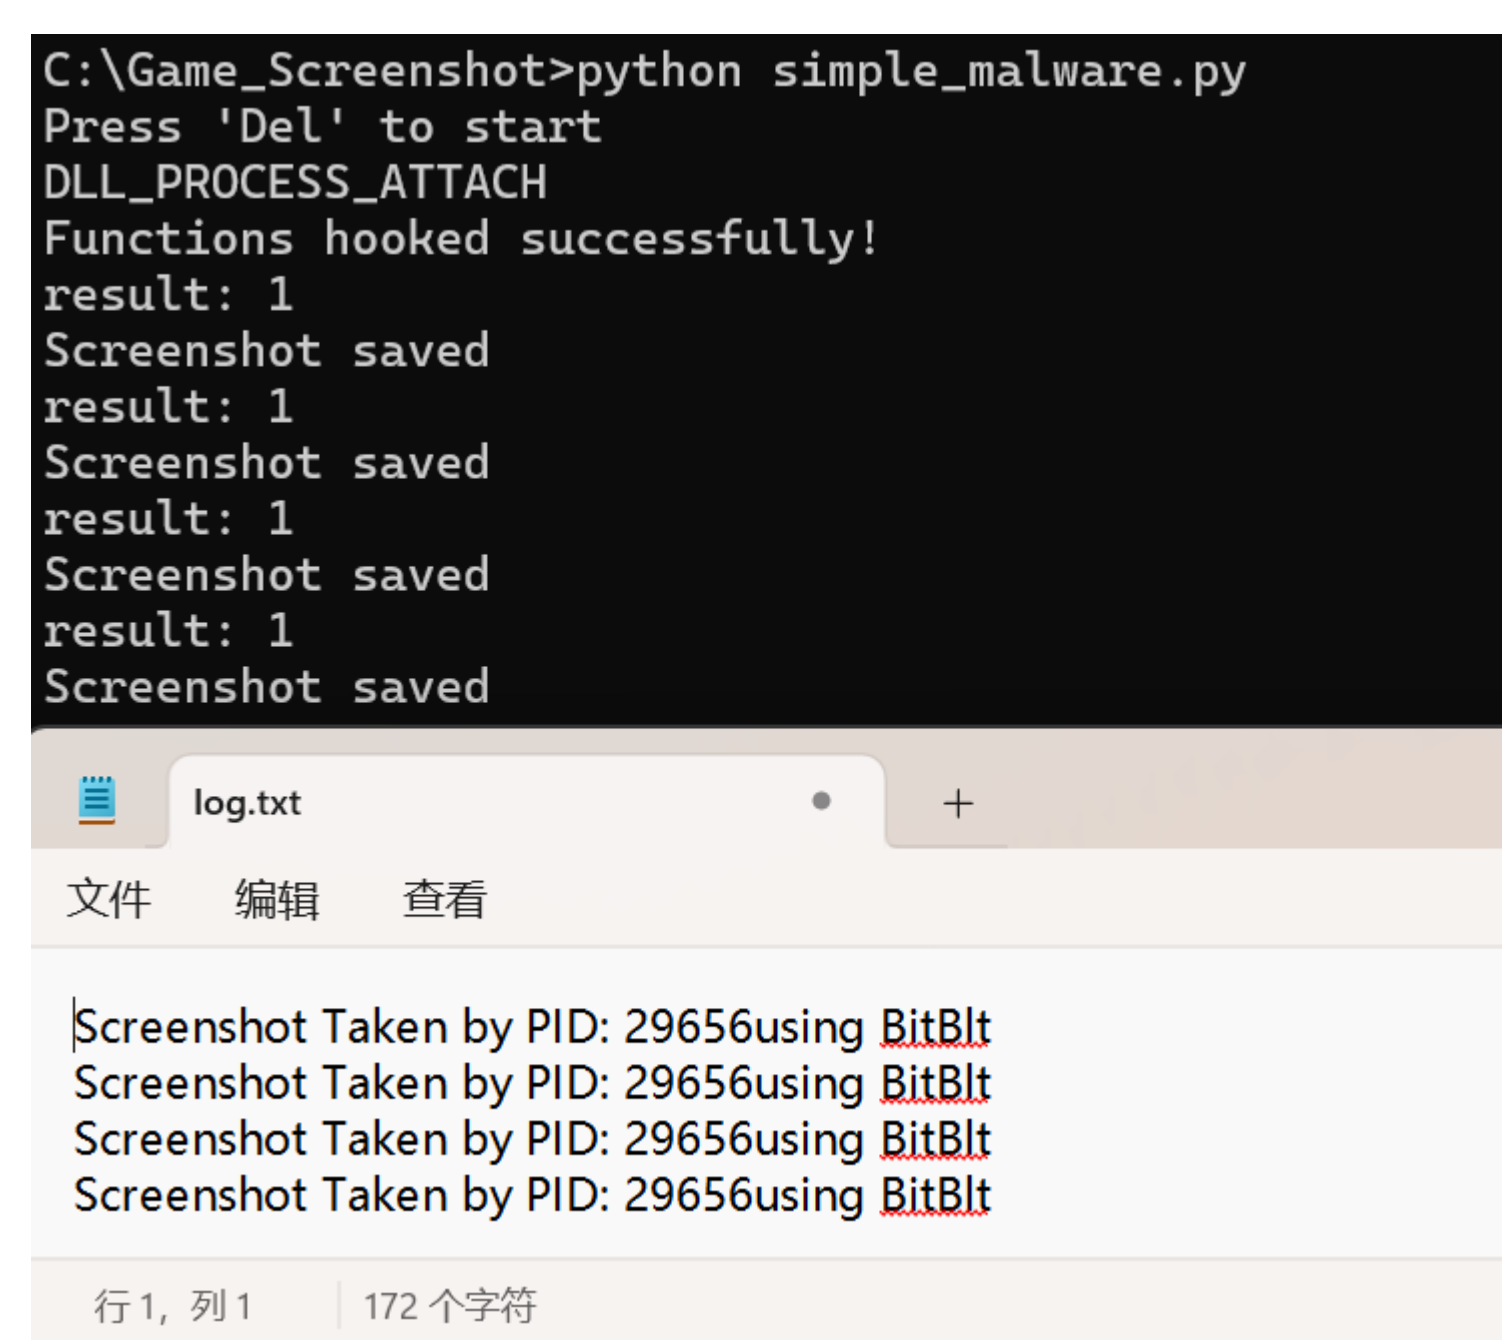 C:\Game_Screenshot>python simple_malware.py
Press 'Del' to start
DLL_PROCESS_ATTACH
Functions hooked successfully!
result: 1
Screenshot saved
result: 1
Screenshot saved
result: 1
Screenshot saved
result: 1
Screenshot saved
log.txt
文件 编辑 查看
Screenshot Taken by PID: 29656using BitBlt
Screenshot Taken by PID: 29656using BitBlt
Screenshot Taken by PID: 29656using BitBlt
Screenshot Taken by PID: 29656using BitBlt
行 1, 列 1 172 个字符